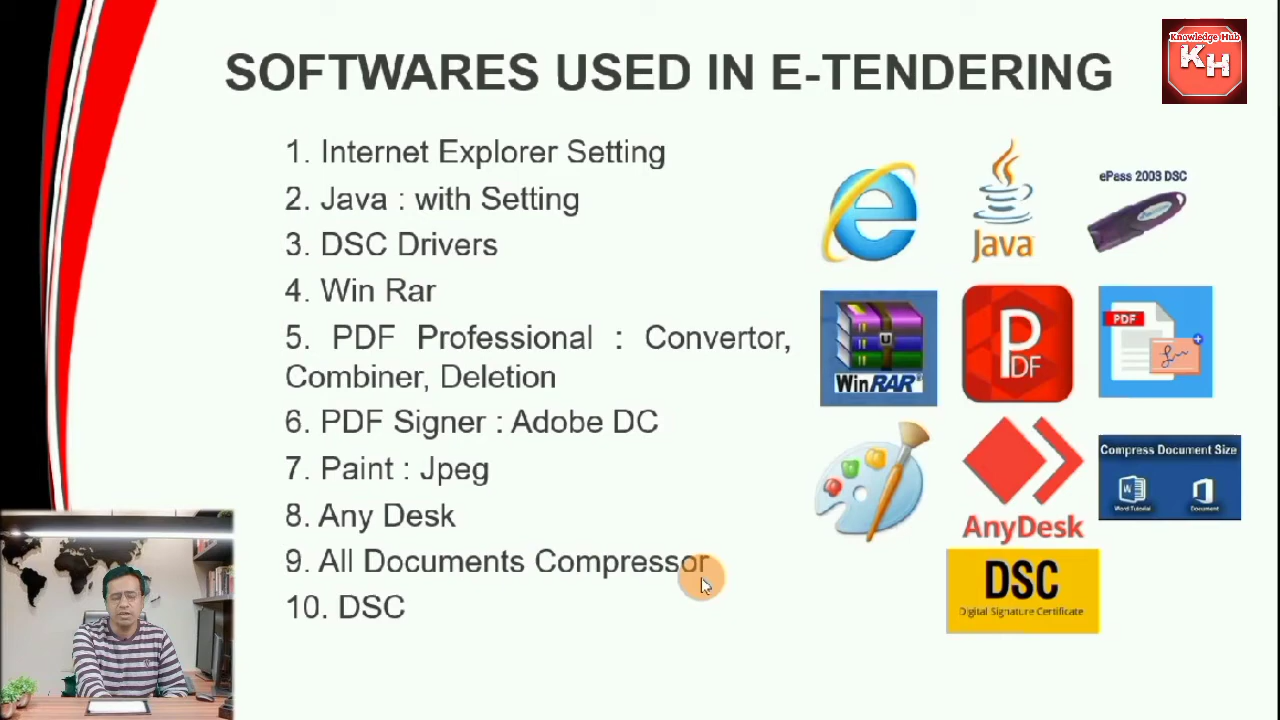 Knowledge Hub
KH
SOFTWARES USED IN E-TENDERING
1. Internet Explorer Setting
2. Java : with Setting
3. DSC Drivers
4. Win Rar
5. PDF Professional : Convertor,
Combiner, Deletion
6. PDF Signer : Adobe DC
7. Paint : Jpeg
8. Any Desk
9. All Documents Compressor
10. DSC
Java
ePass 2003 DSC
WinRAR
PDF
PDF
AnyDesk
Compress Document Size
Word Tutorial
Document
DSC
Digital Signature Certificate